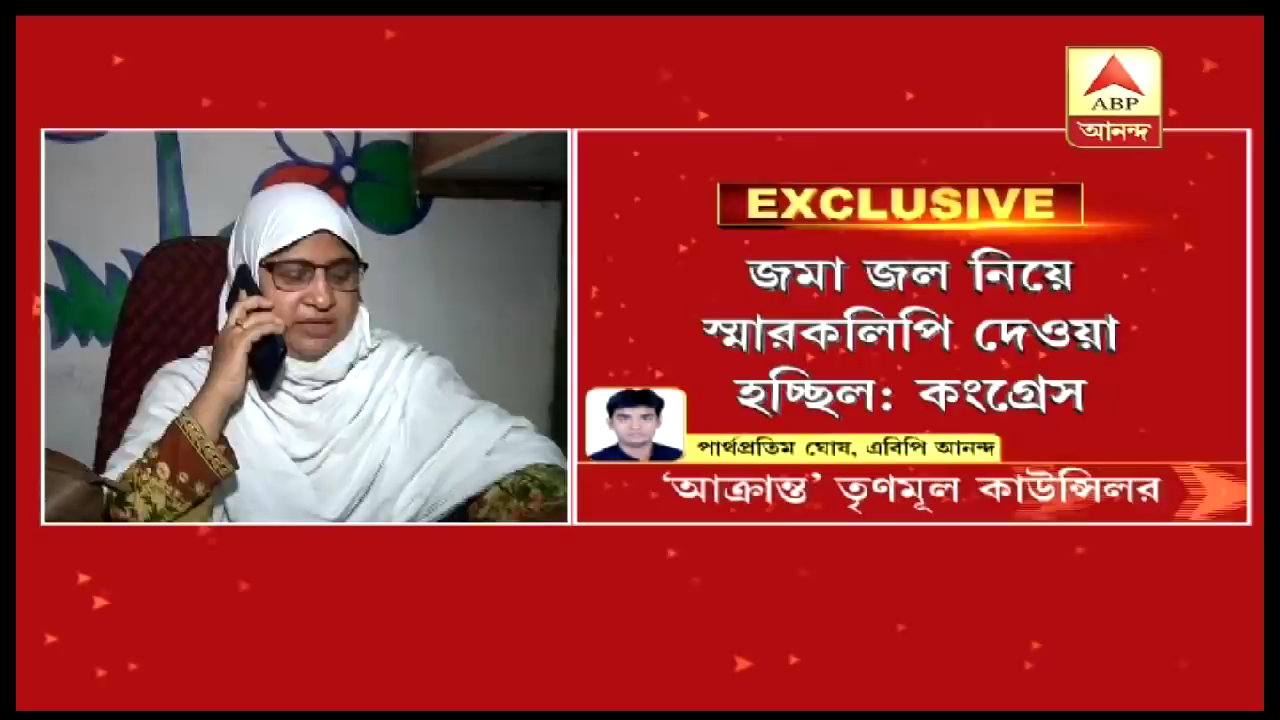 ABP
আনন্দ
EXCLUSIVE
জমা জল নিয়ে
স্মারকলিপি দেওয়া
হচ্ছিল: কংগ্রেস
পার্থপ্রতিম ঘোষ, এবিপি আনন্দ
‘আক্রান্ত’ তৃণমূল কাউন্সিলর